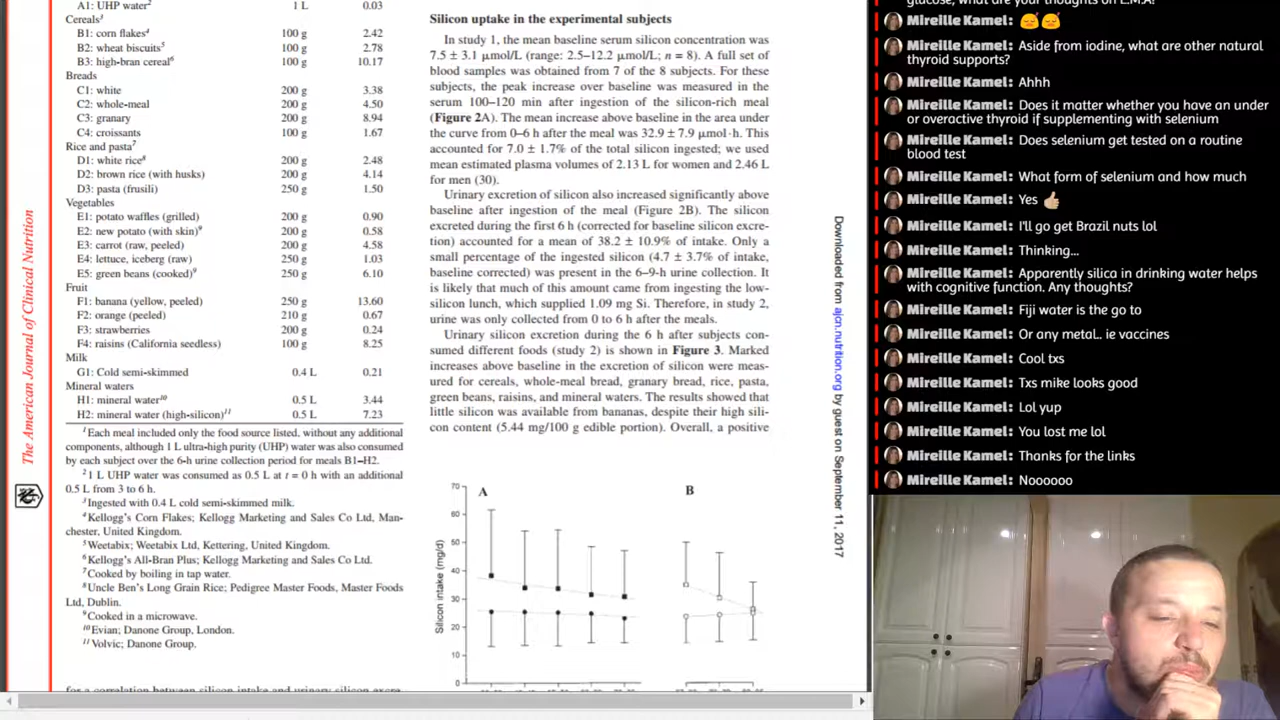 A1: UHP water2 1 L 0.03
Cereals3
B1: corn flakes4 100 g 2.42
B2: wheat biscuits5 100 g 2.78
B3: high-bran cereal6 100 g 10.17
Breads
C1: white 200 g 3.38
C2: whole-meal 200 g 4.50
C3: granary 200 g 8.94
C4: croissants 100 g 1.67
Rice and pasta7
D1: white rice8 200 g 2.48
D2: brown rice (with husks) 200 g 4.14
D3: pasta (frusili) 250 g 1.50
Vegetables
E1: potato waffles (grilled) 200 g 0.90
E2: new potato (with skin)9 200 g 0.58
E3: carrot (raw, peeled) 200 g 4.58
E4: lettuce, iceberg (raw) 250 g 1.03
E5: green beans (cooked)9 250 g 6.10
Fruit
F1: banana (yellow, peeled) 250 g 13.60
F2: orange (peeled) 210 g 0.67
F3: strawberries 200 g 0.24
F4: raisins (California seedless) 100 g 8.25
Milk
G1: Cold semi-skimmed 0.4 L 0.21
Mineral waters
H1: mineral water10 0.5 L 3.44
H2: mineral water (high-silicon)11 0.5 L 7.23
1Each meal included only the food source listed, without any additional
components, although 1 L ultra-high purity (UHP) water was also consumed
by each subject over the 6-h urine collection period for meals B1–H2.
21 L UHP water was consumed as 0.5 L at t = 0 h with an additional
0.5 L from 3 to 6 h.
3Ingested with 0.4 L cold semi-skimmed milk.
4Kellogg's Corn Flakes; Kellogg Marketing and Sales Co Ltd, Man-
chester, United Kingdom.
5Weetabix; Weetabix Ltd, Kettering, United Kingdom.
6Kellogg's All-Bran Plus; Kellogg Marketing and Sales Co Ltd.
7Cooked by boiling in tap water.
8Uncle Ben's Long Grain Rice; Pedigree Master Foods, Master Foods
Ltd, Dublin.
9Cooked in a microwave.
10Evian; Danone Group, London.
11Volvic; Danone Group.
for a correlation between silicon intake and urinary silicon excre-
The American Journal of Clinical Nutrition
Silicon uptake in the experimental subjects
In study 1, the mean baseline serum silicon concentration was
7.5 ± 3.1 μmol/L (range: 2.5–12.2 μmol/L; n = 8). A full set of
blood samples was obtained from 7 of the 8 subjects. For these
subjects, the peak increase over baseline was measured in the
serum 100–120 min after ingestion of the silicon-rich meal
(Figure 2A). The mean increase above baseline in the area under
the curve from 0–6 h after the meal was 32.9 ± 7.9 μmol·h. This
accounted for 7.0 ± 1.7% of the total silicon ingested; we used
mean estimated plasma volumes of 2.13 L for women and 2.46 L
for men (30).
Urinary excretion of silicon also increased significantly above
baseline after ingestion of the meal (Figure 2B). The silicon
excreted during the first 6 h (corrected for baseline silicon excre-
tion) accounted for a mean of 38.2 ± 10.9% of intake. Only a
small percentage of the ingested silicon (4.7 ± 3.7% of intake,
baseline corrected) was present in the 6–9-h urine collection. It
is likely that much of this amount came from ingesting the low-
silicon lunch, which supplied 1.09 mg Si. Therefore, in study 2,
urine was only collected from 0 to 6 h after the meals.
Urinary silicon excretion during the 6 h after subjects con-
sumed different foods (study 2) is shown in Figure 3. Marked
increases above baseline in the excretion of silicon were meas-
ured for cereals, whole-meal bread, granary bread, rice, pasta,
green beans, raisins, and mineral waters. The results showed that
little silicon was available from bananas, despite their high sili-
con content (5.44 mg/100 g edible portion). Overall, a positive
A B
Silicon intake (mg/d)
70
60
50
40
30
20
10
0
Downloaded from ajcn.nutrition.org by guest on September 11, 2017
glucose, what are your thoughts on L.M.A?
Mireille Kamel: 😴😴
Mireille Kamel: Aside from iodine, what are other natural
thyroid supports?
Mireille Kamel: Ahhh
Mireille Kamel: Does it matter whether you have an under
or overactive thyroid if supplementing with selenium
Mireille Kamel: Does selenium get tested on a routine
blood test
Mireille Kamel: What form of selenium and how much
Mireille Kamel: Yes 👍🏼
Mireille Kamel: I'll go get Brazil nuts lol
Mireille Kamel: Thinking...
Mireille Kamel: Apparently silica in drinking water helps
with cognitive function. Any thoughts?
Mireille Kamel: Fiji water is the go to
Mireille Kamel: Or any metal.. ie vaccines
Mireille Kamel: Cool txs
Mireille Kamel: Txs mike looks good
Mireille Kamel: Lol yup
Mireille Kamel: You lost me lol
Mireille Kamel: Thanks for the links
Mireille Kamel: Noooooo